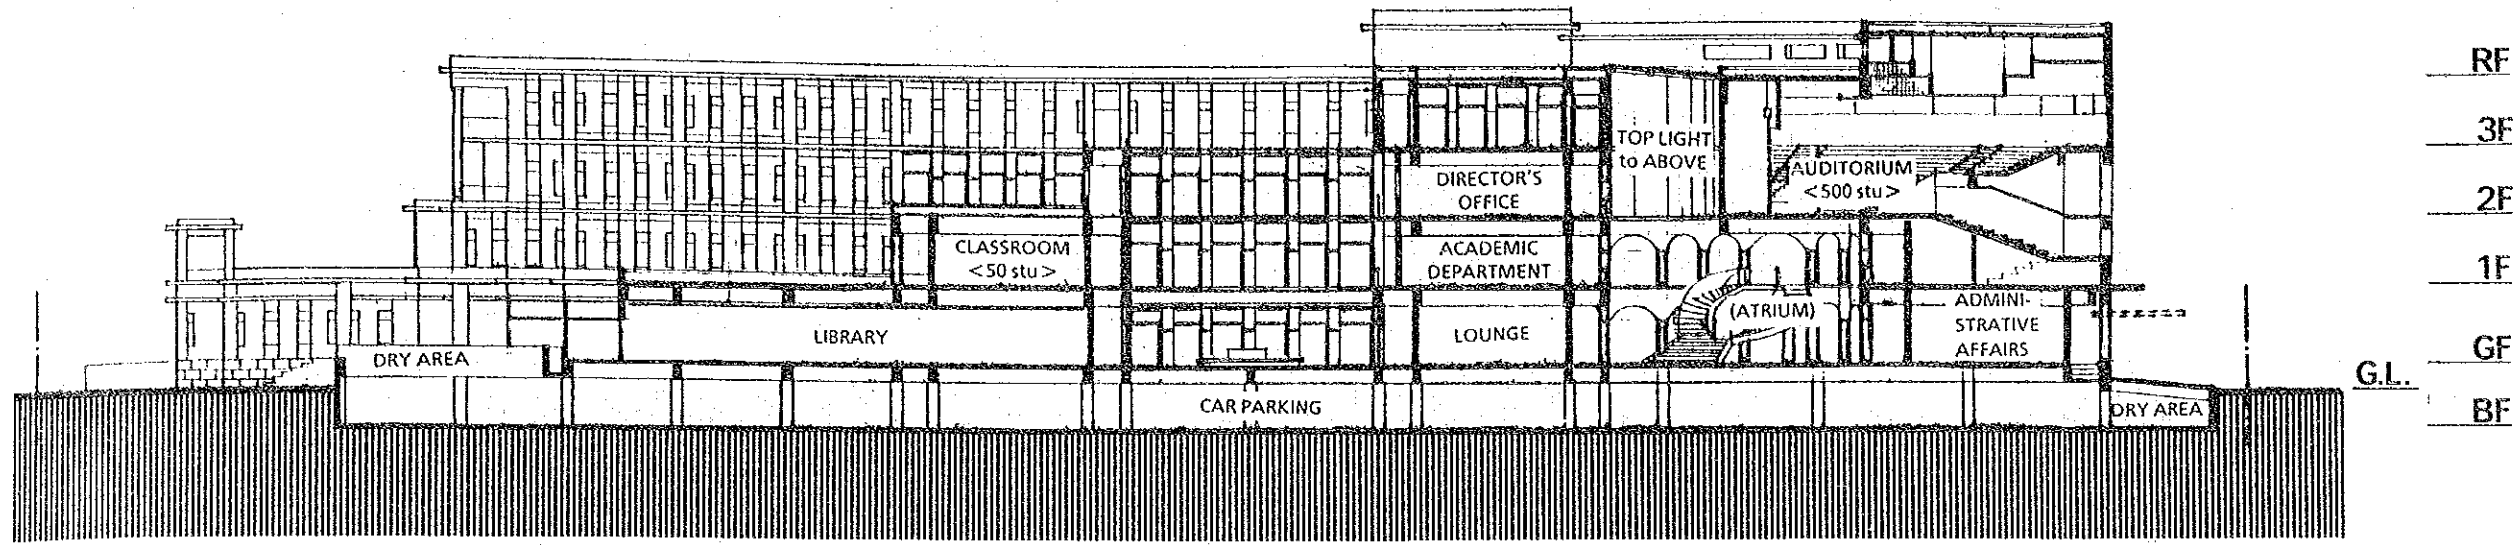 RF
3F
TOP LIGHT
to ABOVE
AUDITORIUM
<500 stu>
DIRECTOR'S
OFFICE
2F
CLASSROOM
<50 stu>
ACADEMIC
DEPARTMENT
1F
LIBRARY
LOUNGE
(ATRIUM)
ADMINI-
STRATIVE
AFFAIRS
DRY AREA
GF
G.L.
CAR PARKING
DRY AREA
BF